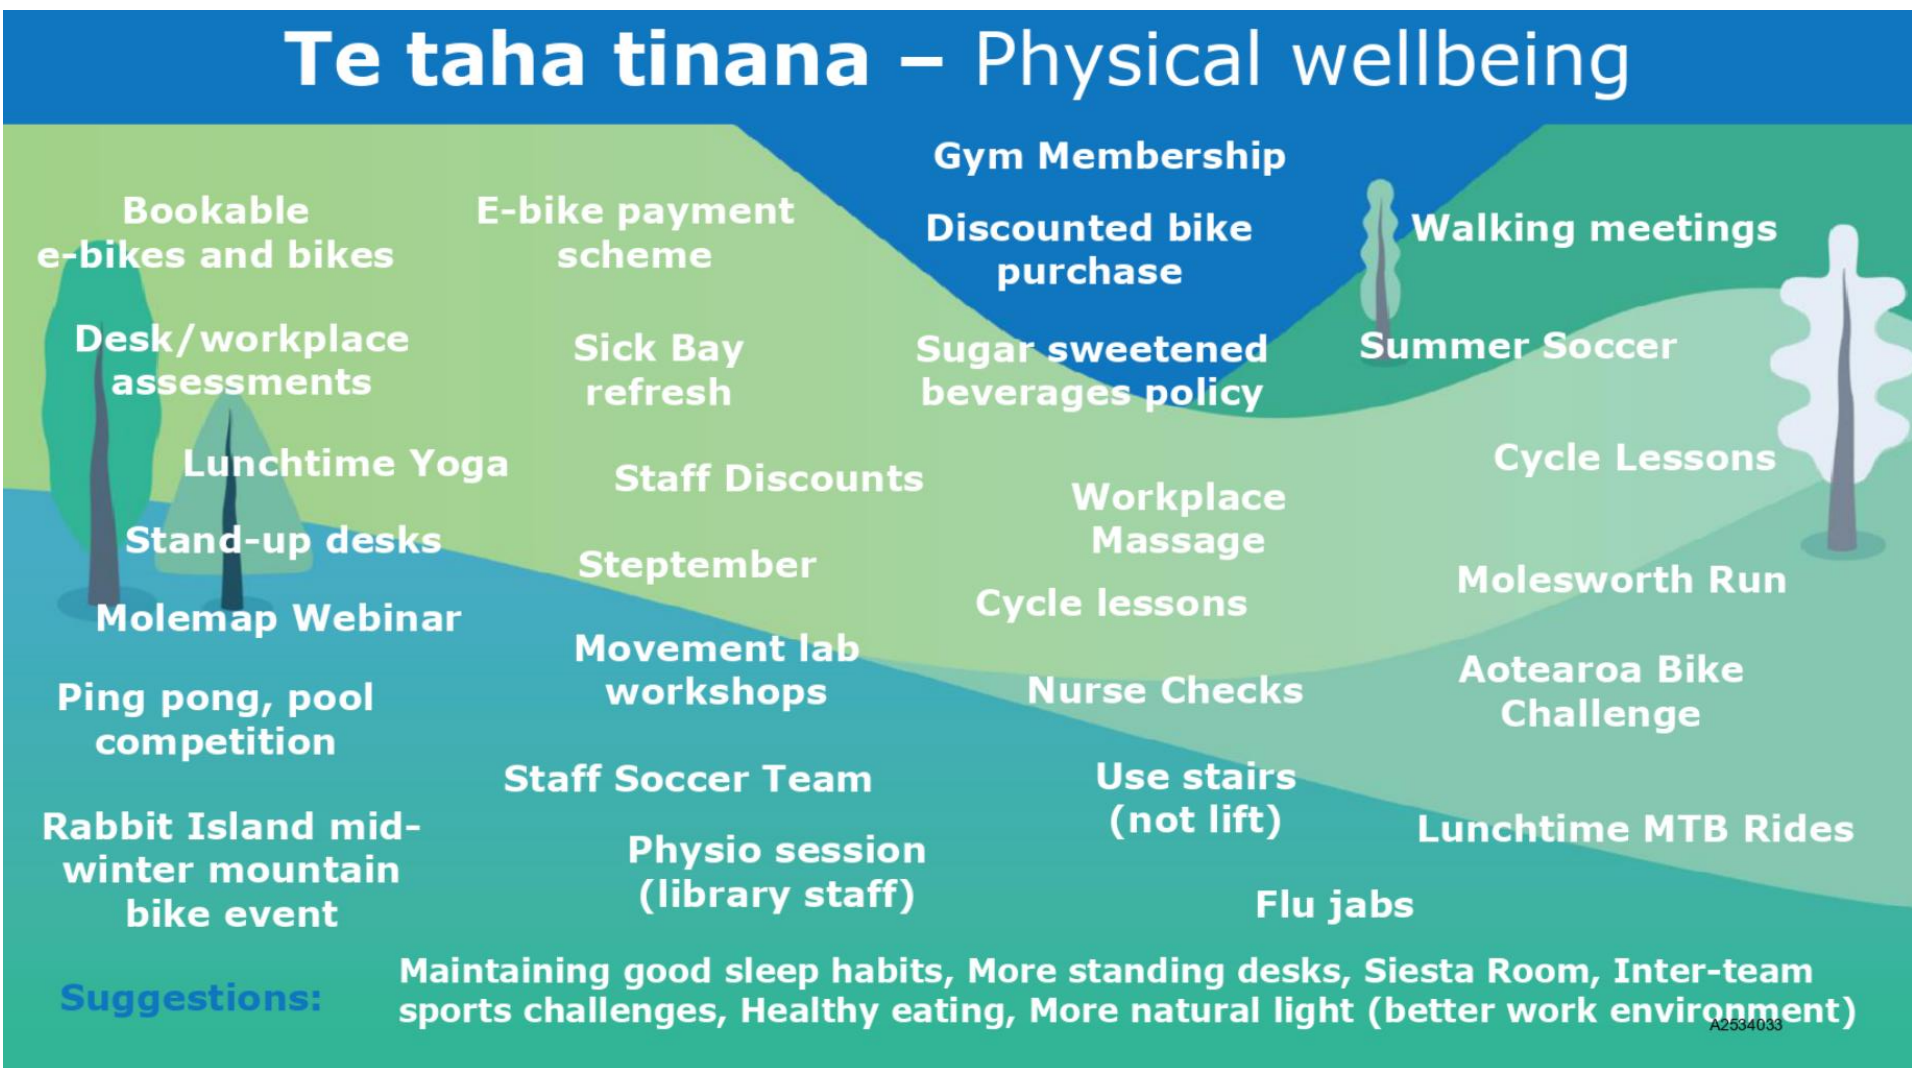 Te taha tinana – Physical wellbeing
Gym Membership
Bookable
e-bikes and bikes
E-bike payment
scheme
Discounted bike
purchase
Walking meetings
Desk/workplace
assessments
Sick Bay
refresh
Sugar sweetened
beverages policy
Summer Soccer
Lunchtime Yoga
Staff Discounts
Workplace
Massage
Cycle Lessons
Stand-up desks
Steptember
Cycle lessons
Molesworth Run
Molemap Webinar
Movement lab
workshops
Nurse Checks
Aotearoa Bike
Challenge
Ping pong, pool
competition
Staff Soccer Team
Use stairs
(not lift)
Lunchtime MTB Rides
Rabbit Island mid-
winter mountain
bike event
Physio session
(library staff)
Flu jabs
Suggestions:
Maintaining good sleep habits, More standing desks, Siesta Room, Inter-team
sports challenges, Healthy eating, More natural light (better work environment)
A2534033